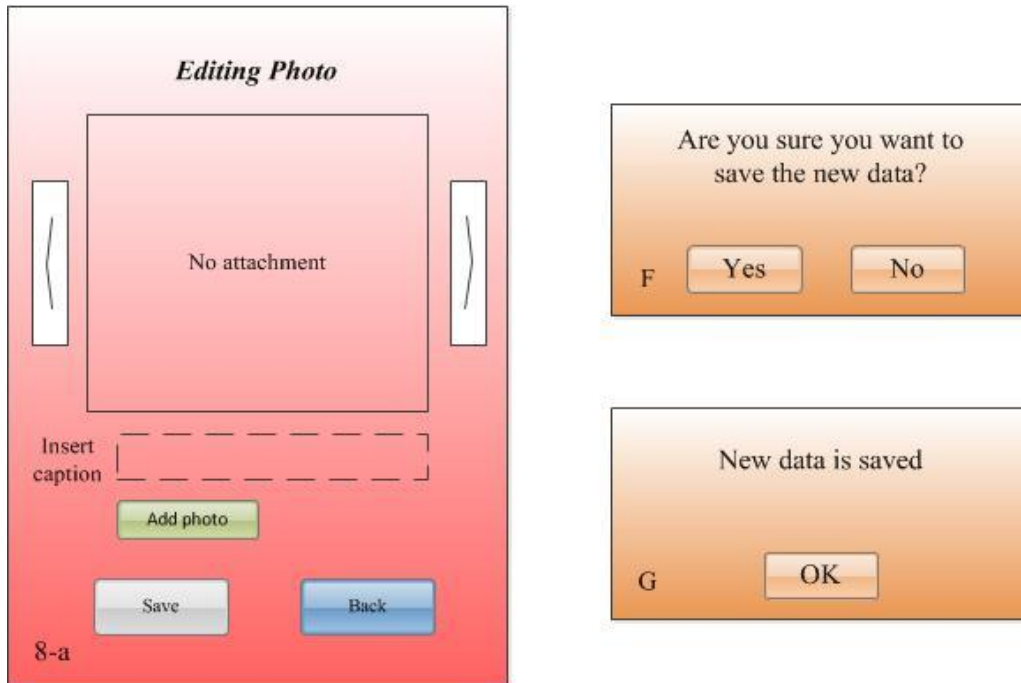 Editing Photo
No attachment
Insert
caption
Add photo
Save
Back
8-a
Are you sure you want to
save the new data?
F
Yes
No
New data is saved
G
OK